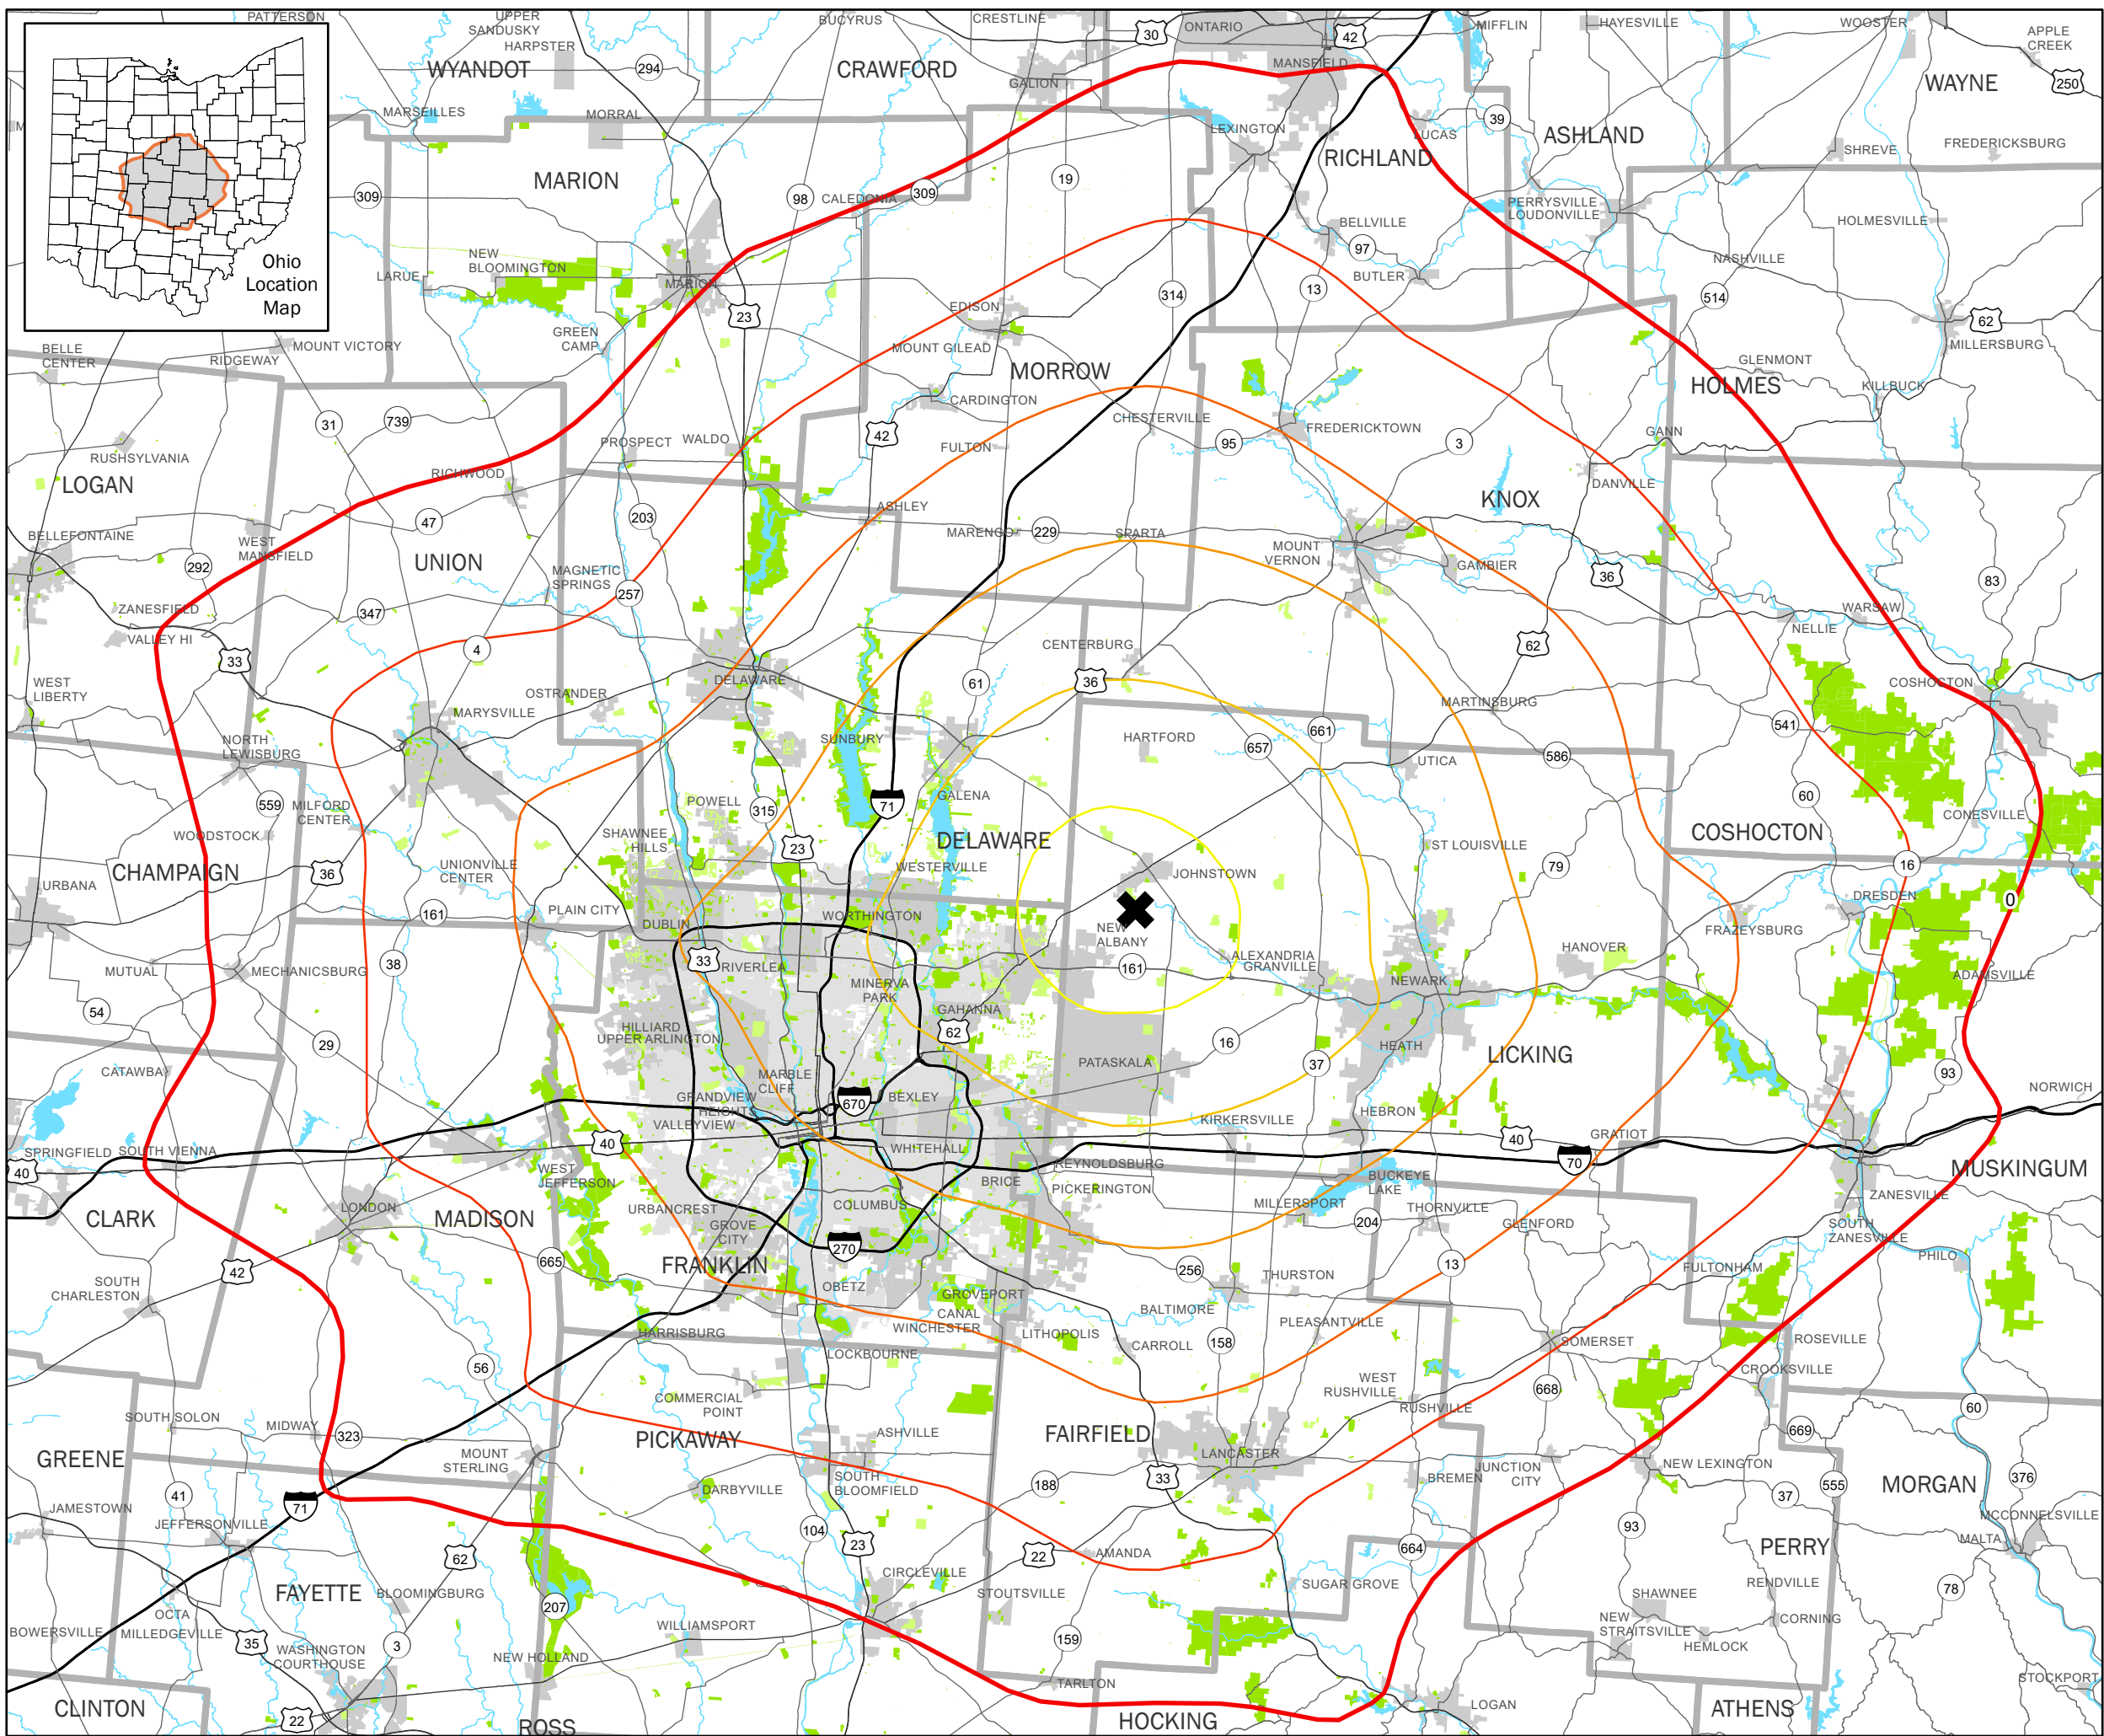 PATTERSON
UPPER
SANDUSKY
HARPSTER
BUCYRUS
CRESTLINE
30
ONTARIO
42
MIFFLIN
HAYESVILLE
WOOSTER
APPLE
CREEK
WYANDOT
294
CRAWFORD
GALION
MANSFIELD
WAYNE
250
MARSEILLES
MORRAL
LEXINGTON
LUCAS
39
ASHLAND
SHREVE
FREDERICKSBURG
RICHLAND
MARION
309
98
CALEDONIA
309
19
PERRYSVILLE
LOUDONVILLE
HOLMESVILLE
BELLVILLE
97
BUTLER
NASHVILLE
514
Ohio
Location
Map
LARUE
NEW
BLOOMINGTON
MARION
23
EDISON
314
13
62
MILLERSBURG
GREEN
CAMP
MOUNT GILEAD
MORROW
BELLE
CENTER
RIDGEWAY
MOUNT VICTORY
GLENMONT
HOLMES
KILLBUCK
CARDINGTON
CHESTERVILLE
31
739
PROSPECT
WALDO
42
FULTON
95
FREDERICKTOWN
3
GANN
RUSHSYLVANIA
LOGAN
RICHWOOD
DANVILLE
KNOX
47
203
ASHLEY
MARENGO
229
SPARTA
BELLEFONTAINE
WEST
MANSFIELD
292
UNION
MAGNETIC
SPRINGS
257
MOUNT
VERNON
GAMBIER
36
83
ZANESFIELD
VALLEY HI
347
4
33
CENTERBURG
62
WARSAW
NELLIE
WEST
LIBERTY
OSTRANDER
DELAWARE
61
36
MARTINSBURG
COSHOCTON
MARYSVILLE
NORTH
LEWISBURG
SUNBURY
HARTFORD
657
661
541
586
UTICA
559
MILFORD
CENTER
POWELL
315
71
GALENA
60
CONESVILLE
WOODSTOCK
SHAWNEE
HILLS
23
DELAWARE
ST LOUISVILLE
COSHOCTON
CHAMPAIGN
36
UNIONVILLE
CENTER
WESTERVILLE
JOHNSTOWN
79
16
URBANA
161
PLAIN CITY
DUBLIN
WORTHINGTON
DRESDEN
0
NEW
ALBANY
FRAZEYSBURG
MUTUAL
MECHANICSBURG
38
33
RIVERLEA
161
ALEXANDRIA
GRANVILLE
HANOVER
ADAMSVILLE
54
MINERVA
PARK
NEWARK
GAHANNA
62
29
HILLIARD
UPPER ARLINGTON
16
HEATH
LICKING
CATAWBA
MARBLE
CLIFF
PATASKALA
37
93
NORWICH
GRANDVIEW
HEIGHTS
VALLEYVIEW
670
BEXLEY
KIRKERSVILLE
HEBRON
40
GRATIOT
SPRINGFIELD
SOUTH VIENNA
40
40
WHITEHALL
70
MUSKINGUM
WEST
JEFFERSON
REYNOLDSBURG
BRICE
PICKERINGTON
BUCKEYE
LAKE
ZANESVILLE
CLARK
LONDON
MADISON
URBANCREST
GROVE
CITY
COLUMBUS
MILLERSPORT
204
THORNVILLE
GLENFORD
SOUTH
ZANESVILLE
42
665
FRANKLIN
270
13
PHILO
FULTONHAM
SOUTH
CHARLESTON
OBETZ
GROVEPORT
256
THURSTON
CANAL
WINCHESTER
BALTIMORE
HARRISBURG
LITHOPOLIS
CARROLL
158
PLEASANTVILLE
SOMERSET
ROSEVILLE
LOCKBOURNE
56
CROOKSVILLE
COMMERCIAL
POINT
WEST
RUSHVILLE
RUSHVILLE
668
60
SOUTH SOLON
MIDWAY
323
PICKAWAY
ASHVILLE
FAIRFIELD
669
GREENE
MOUNT
STERLING
LANCASTER
SOUTH
BLOOMFIELD
188
33
BREMEN
JUNCTION
CITY
NEW LEXINGTON
376
MORGAN
41
71
DARBYVILLE
37
555
JAMESTOWN
JEFFERSONVILLE
104
23
22
AMANDA
664
93
PERRY
MCCONNELSVILLE
MALTA
62
CIRCLEVILLE
STOUTSVILLE
SUGAR GROVE
FAYETTE
BLOOMINGBURG
207
SHAWNEE
RENDVILLE
78
OCTA
MILLEDGEVILLE
BOWERSVILLE
35
WASHINGTON
COURTHOUSE
3
WILLIAMSPORT
159
NEW
STRAITSVILLE
HEMLOCK
CORNING
NEW HOLLAND
TARLTON
STOCKPORT
CLINTON
22
ROSS
HOCKING
LOGAN
ATHENS